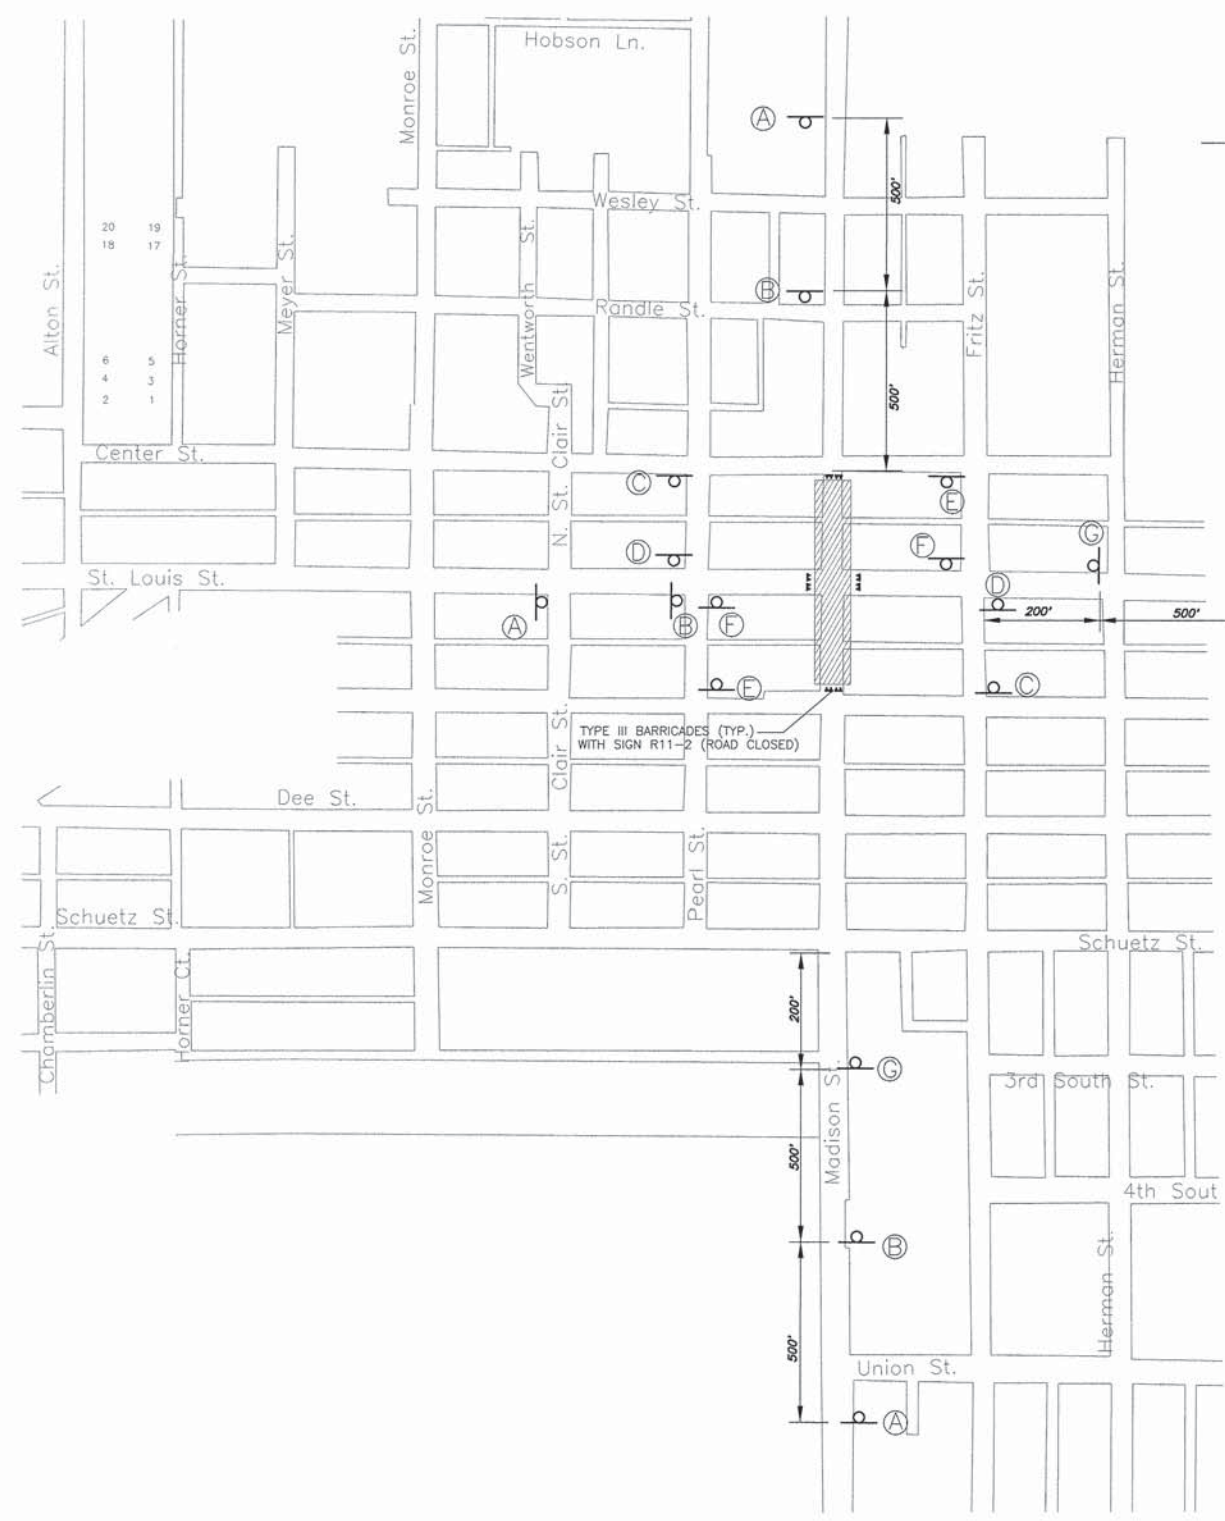 Hobson Ln.
Monroe St.
A
500'
Wesley St.
20 19
18 17
Alton St.
Horner St.
Meyer St.
Wentworth St.
B
Randle St.
Fritz St.
Herman St.
6 5
4 3
2 1
500'
Center St.
N. St. Clair St.
C
E
D
F
G
St. Louis St.
D
200'
500'
A
B
F
E
C
TYPE III BARRICADES (TYP.)
WITH SIGN R11-2 (ROAD CLOSED)
Dee St.
Monroe St.
S. St. Clair St.
Pearl St.
Schuetz St.
Schuetz St.
Chamberlin St.
Horner Ct.
200'
G
Madison S.
3rd South St.
500'
4th Sout
B
Herman St.
500'
Union St.
A